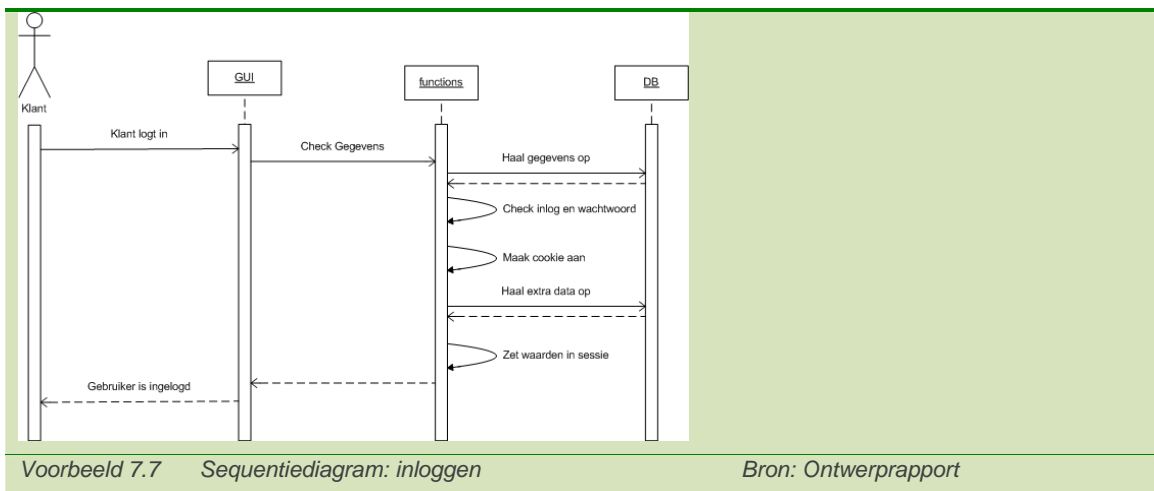 GUI
functions
DB
Klant
Klant logt in
Check Gegevens
Haal gegevens op
Check inlog en wachtwoord
Maak cookie aan
Haal extra data op
Zet waarden in sessie
Gebruiker is ingelogd
Voorbeeld 7.7 Sequentiediagram: inloggen Bron: Ontwerprapport